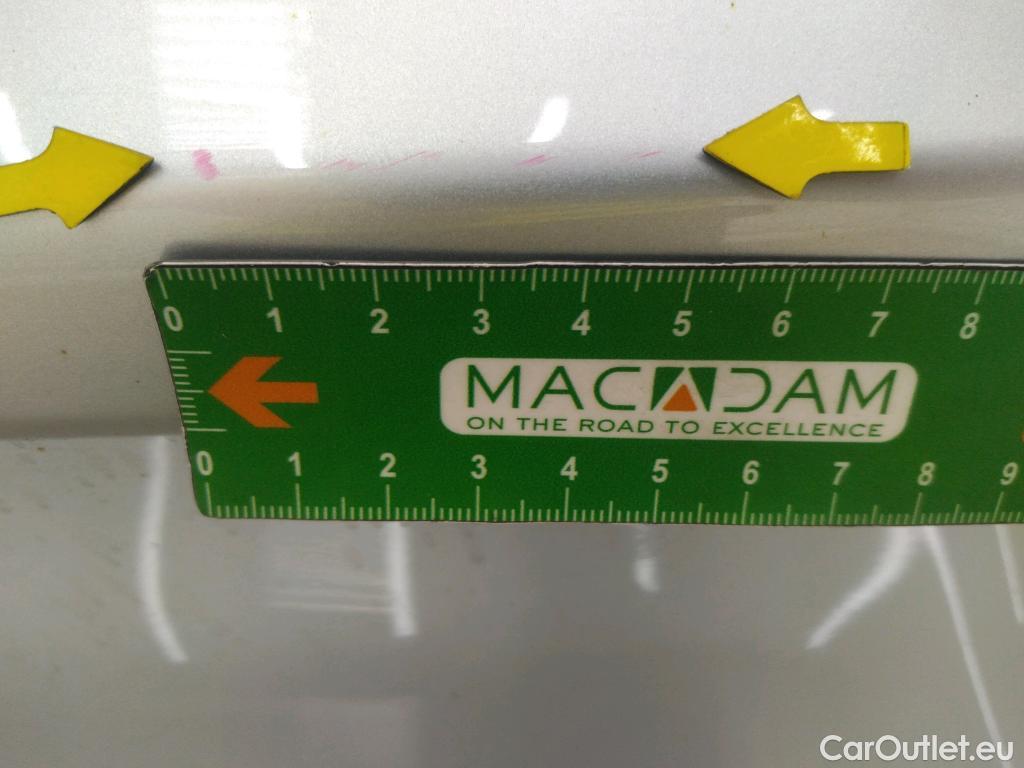 0 1 2 3 4 5 6 7 8
MACADAM
ON THE ROAD TO EXCELLENCE
0 1 2 3 4 5 6 7 8 9
CarOutlet.eu